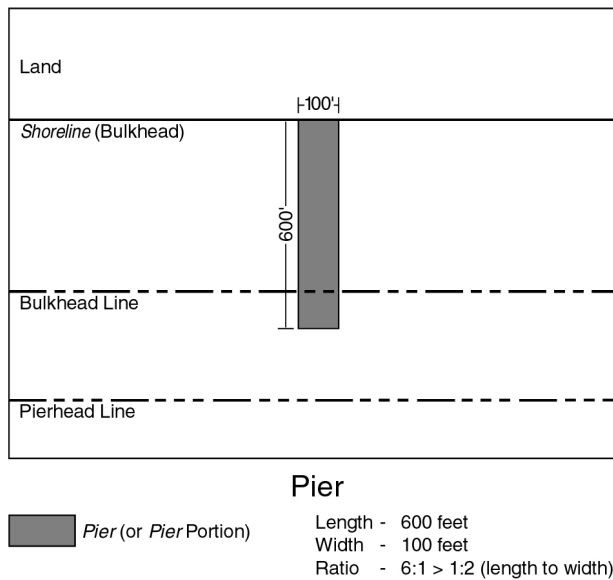 Land
100'
Shoreline (Bulkhead)
600'
Bulkhead Line
Pierhead Line
Pier
Pier (or Pier Portion)
Length - 600 feet
Width - 100 feet
Ratio - 6:1 > 1:2 (length to width)